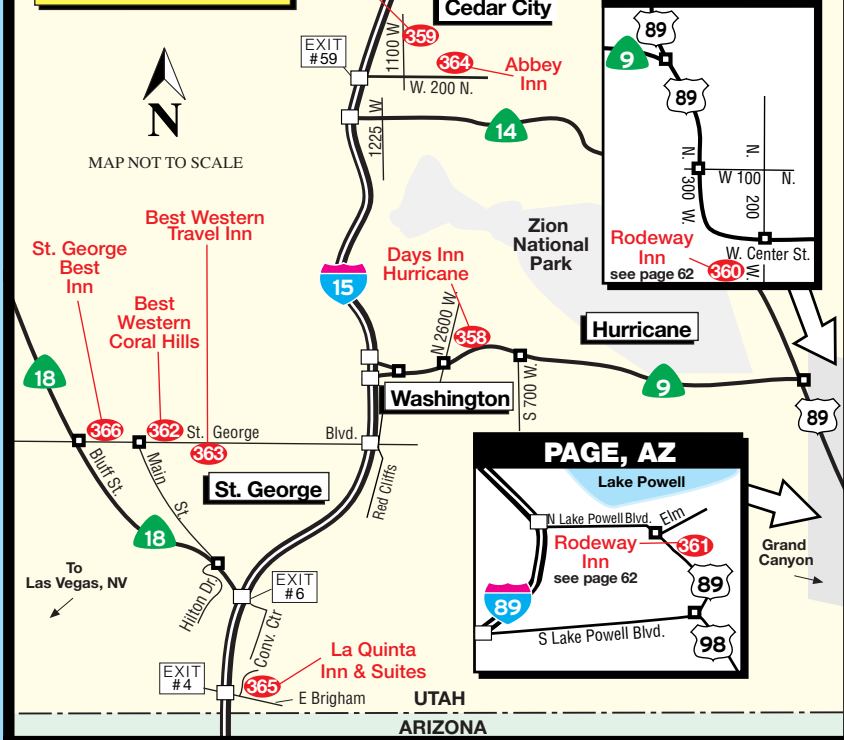 Cedar City
359
1100 W.
EXIT
#59
364
Abbey
Inn
W. 200 N.
1225 W.
14
N
MAP NOT TO SCALE
89
9
89
N. 300 W.
N.
200
W.
W 100 N.
W. Center St.
Rodeway
Inn
see page 62
360
Zion
National
Park
Best Western
Travel Inn
St. George
Best
Inn
Best
Western
Coral Hills
15
Days Inn
Hurricane
N 2600 W.
358
Hurricane
S 700 W.
Washington
9
89
18
366
362
St. George Blvd.
363
Bluff St.
Main St.
St. George
Red Cliffs
18
PAGE, AZ
Lake Powell
N Lake Powell Blvd.
Elm
Rodeway
Inn
see page 62
361
89
89
S Lake Powell Blvd.
98
Grand
Canyon
To
Las Vegas, NV
Hilton Dr.
EXIT
#6
Conv. Ctr
La Quinta
Inn & Suites
EXIT
#4
365
E Brigham
UTAH
ARIZONA